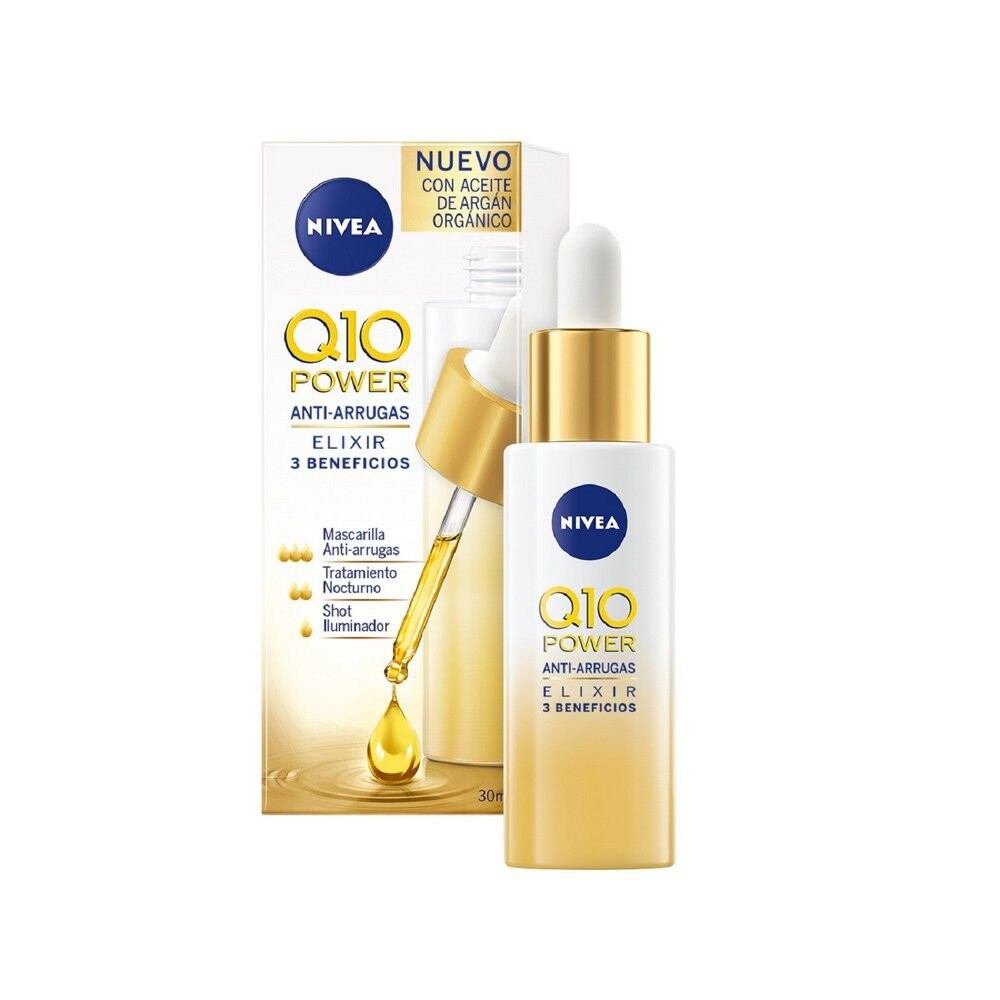 NUEVO
CON ACEITE
DE ARGÁN
ORGÁNICO
NIVEA
Q10
POWER
ANTI-ARRUGAS
ELIXIR
3 BENEFICIOS
Mascarilla
Anti-arrugas
Tratamiento
Nocturno
Shot
Iluminador
NIVEA
Q10
POWER
ANTI-ARRUGAS
ELIXIR
3 BENEFICIOS